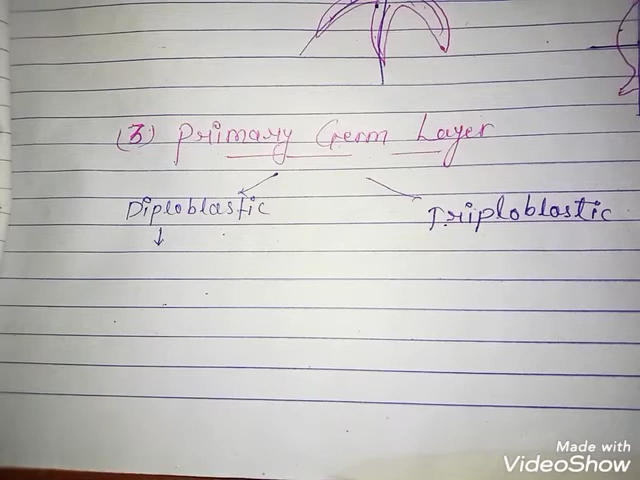 (3) Primary Germ Layer
Diploblastic
Triploblastic
Made with
VideoShow